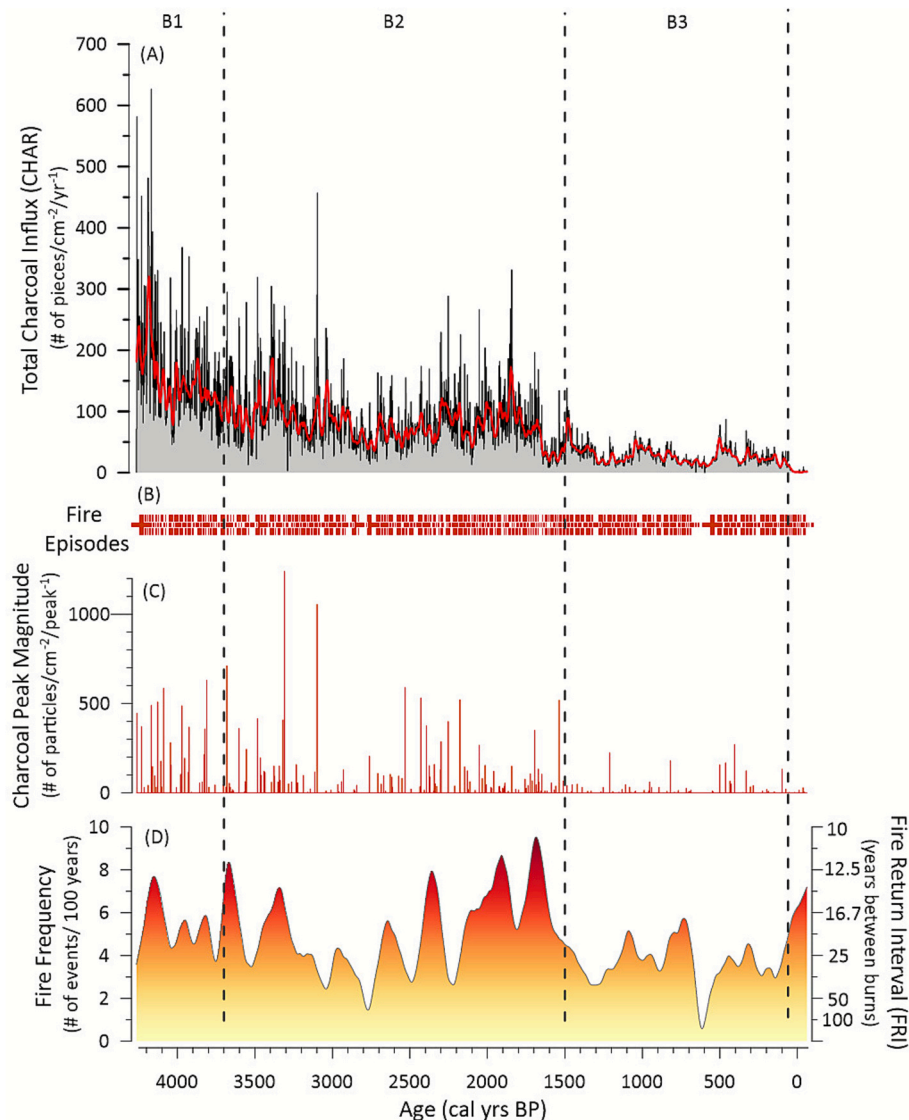 B1 B2 B3
(A)
Total Charcoal Influx (CHAR)
(# of pieces/cm⁻²/yr⁻¹)
700
600
500
400
300
200
100
0
(B)
Fire
Episodes
(C)
Charcoal Peak Magnitude
(# of particles/cm⁻²/peak⁻¹)
1000
500
0
(D)
Fire Frequency
(# of events/ 100 years)
10
8
6
4
2
0
10
12.5
16.7
25
50
100
Fire Return Interval (FRI)
(years between burns)
4000 3500 3000 2500 2000 1500 1000 500 0
Age (cal yrs BP)